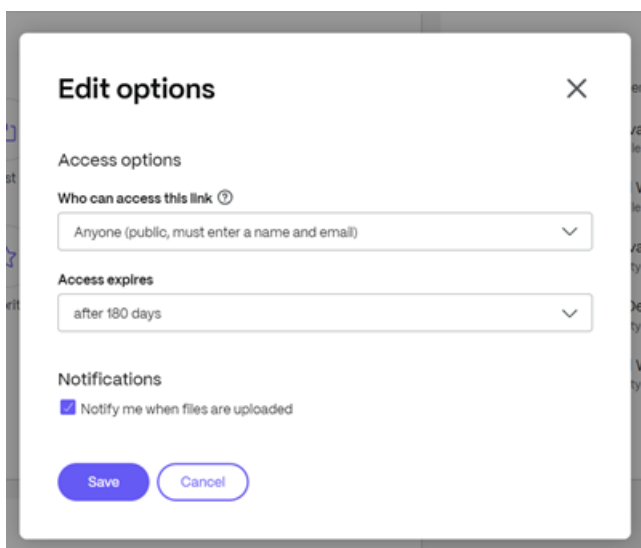 Edit options
Access options
Who can access this link
Anyone (public, must enter a name and email)
Access expires
after 180 days
Notifications
Notify me when files are uploaded
Save
Cancel